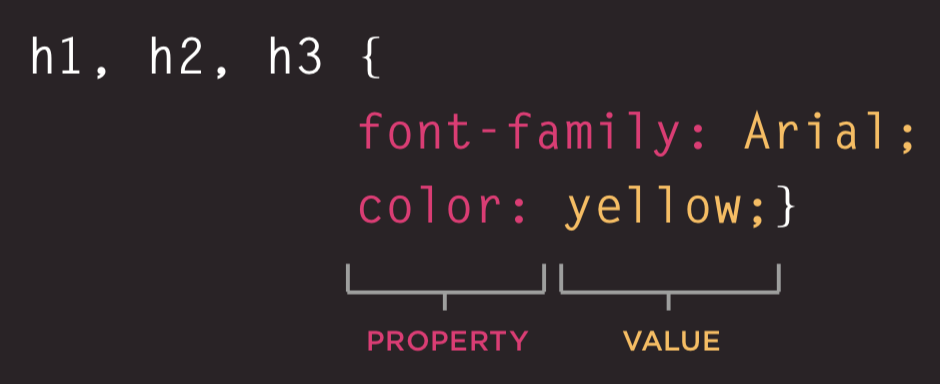 h1, h2, h3 {
font-family: Arial;
color: yellow;}
PROPERTY VALUE